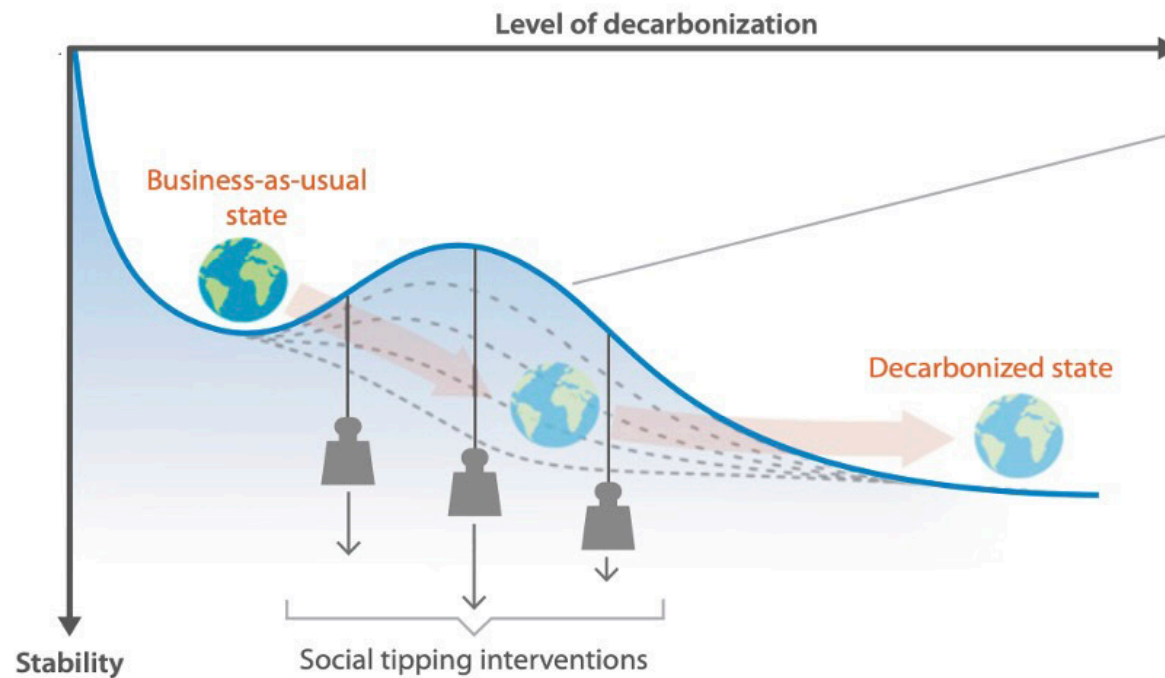 Level of decarbonization
Business-as-usual
state
Decarbonized state
Social tipping interventions
Stability